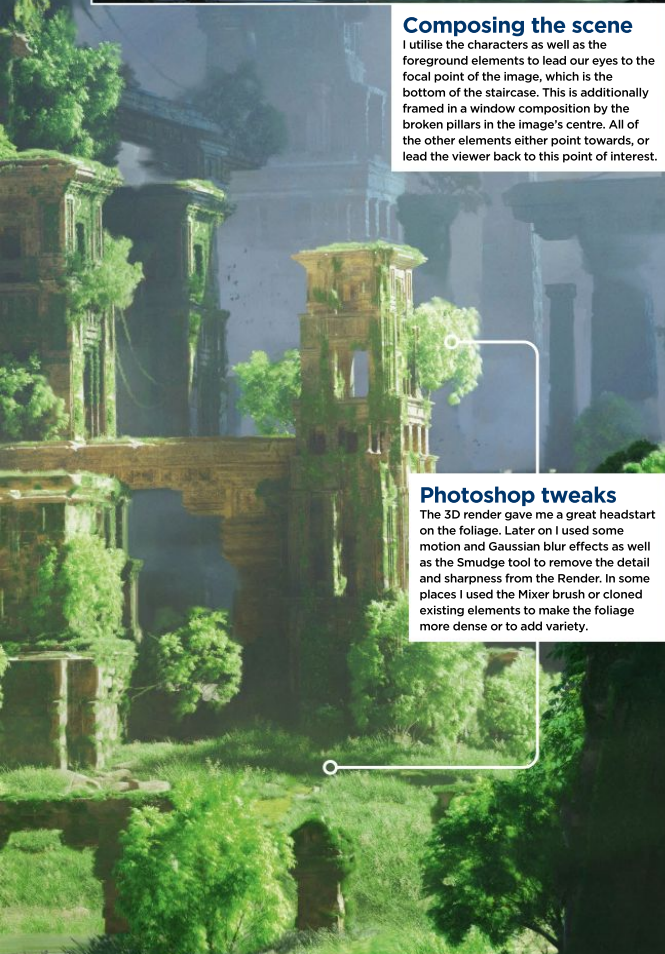 Composing the scene
I utilise the characters as well as the
foreground elements to lead our eyes to the
focal point of the image, which is the
bottom of the staircase. This is additionally
framed in a window composition by the
broken pillars in the image’s centre. All of
the other elements either point towards, or
lead the viewer back to this point of interest.
Photoshop tweaks
The 3D render gave me a great headstart
on the foliage. Later on I used some
motion and Gaussian blur effects as well
as the Smudge tool to remove the detail
and sharpness from the Render. In some
places I used the Mixer brush or cloned
existing elements to make the foliage
more dense or to add variety.